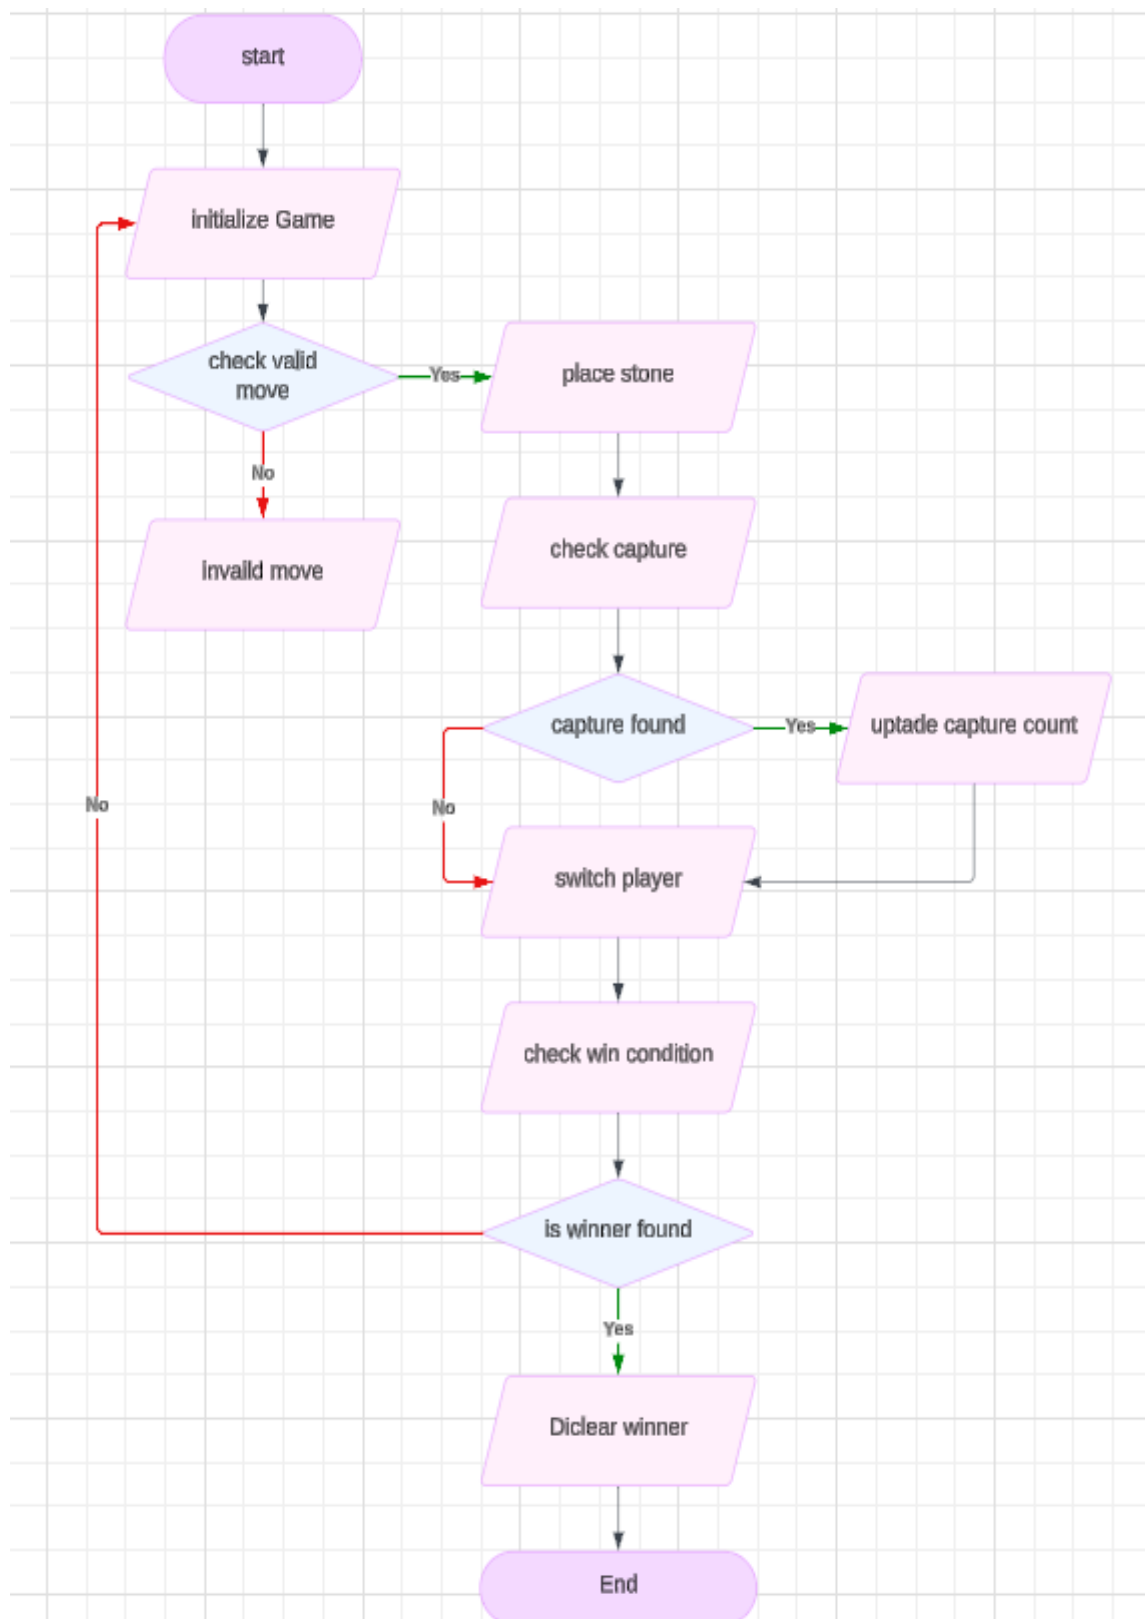 start
initialize Game
check valid
move
Yes
place stone
No
check capture
invaild move
capture found
Yes
uptade capture count
No
No
switch player
check win condition
is winner found
Yes
Diclear winner
End